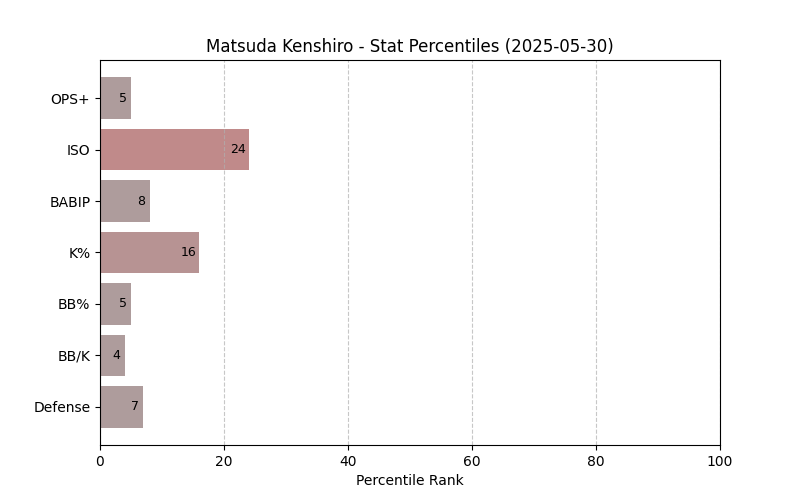 Matsuda Kenshiro - Stat Percentiles (2025-05-30)
OPS+ 5
ISO 24
BABIP 8
K% 16
BB% 5
BB/K 4
Defense 7
0 20 40 60 80 100
Percentile Rank